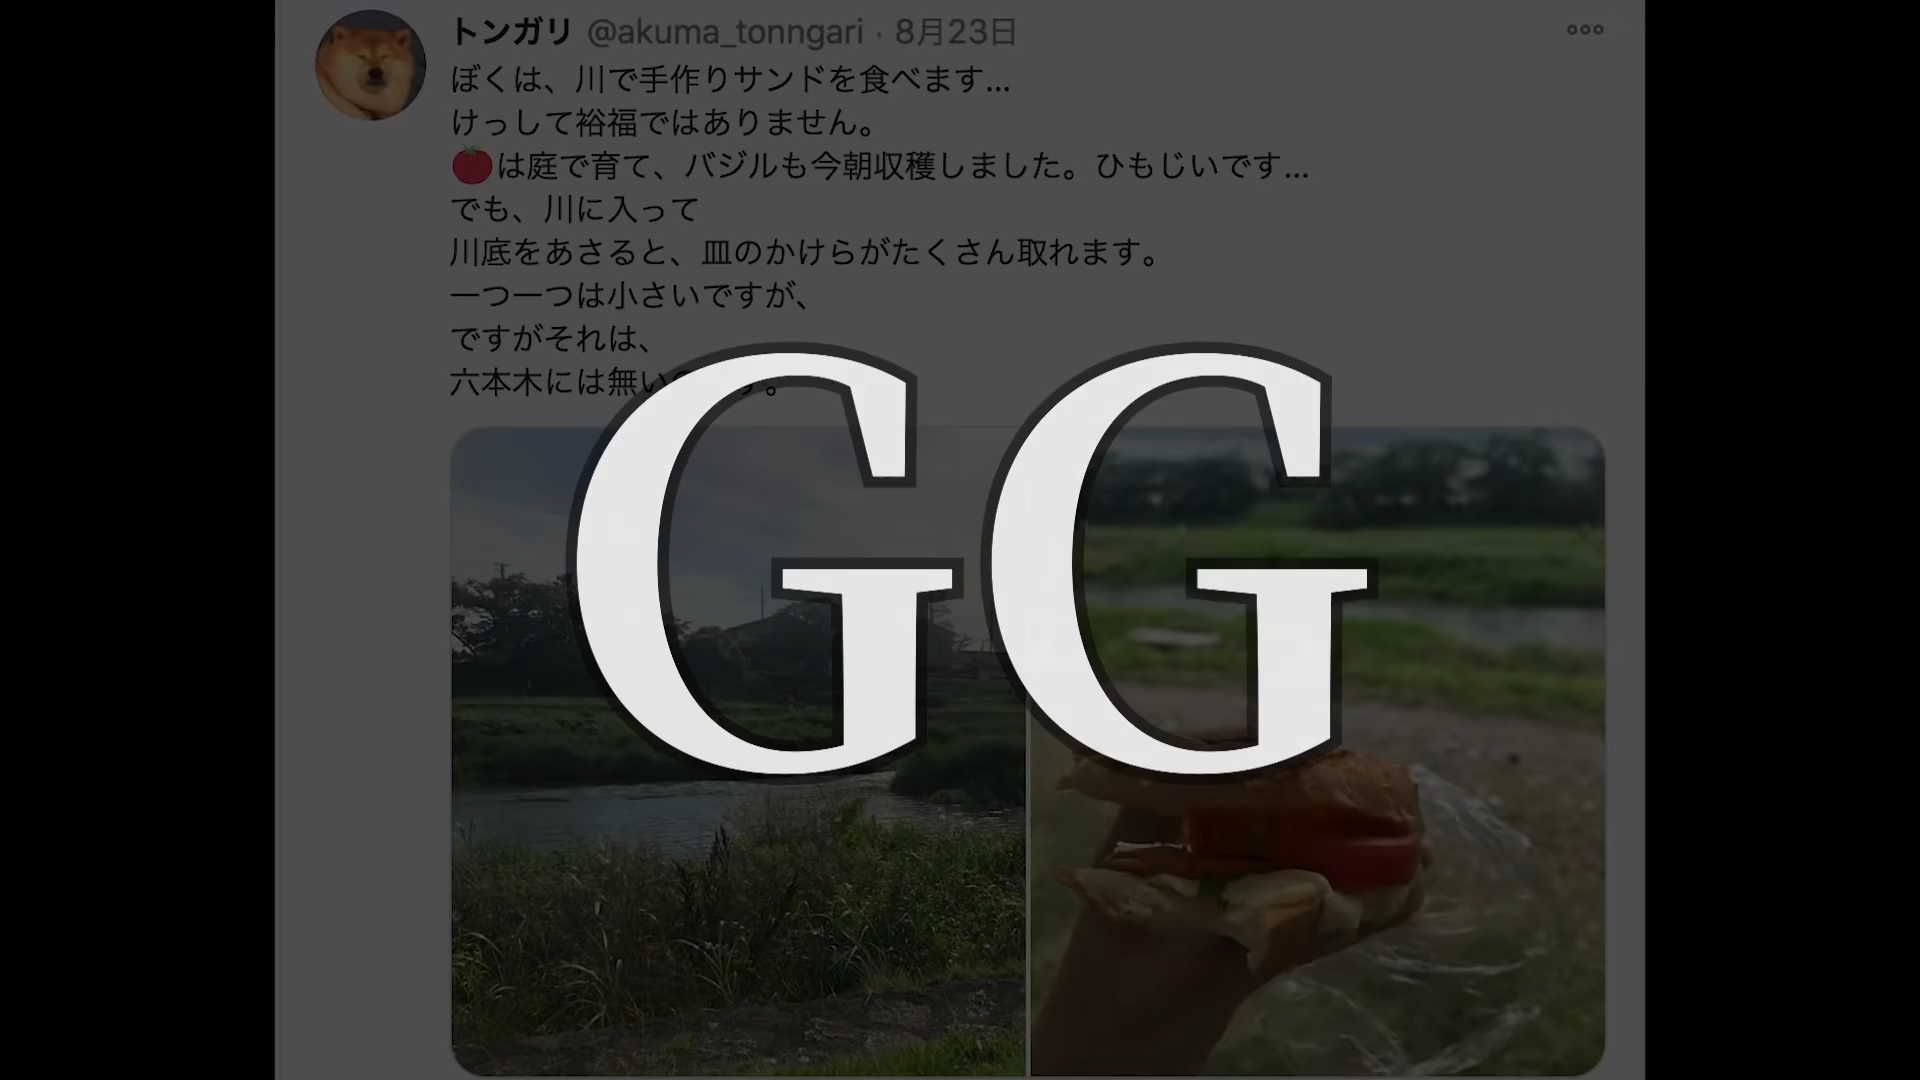 トンガリ @akuma_tonngari · 8月23日
ぼくは、川で手作りサンドを食べます...
けっして裕福ではありません。
🍅は庭で育て、バジルも今朝収穫しました。ひもじいです...
でも、川に入って
川底をあさると、皿のかけらがたくさん取れます。
一つ一つは小さいですが、
ですがそれは、
六本木には無い
GG